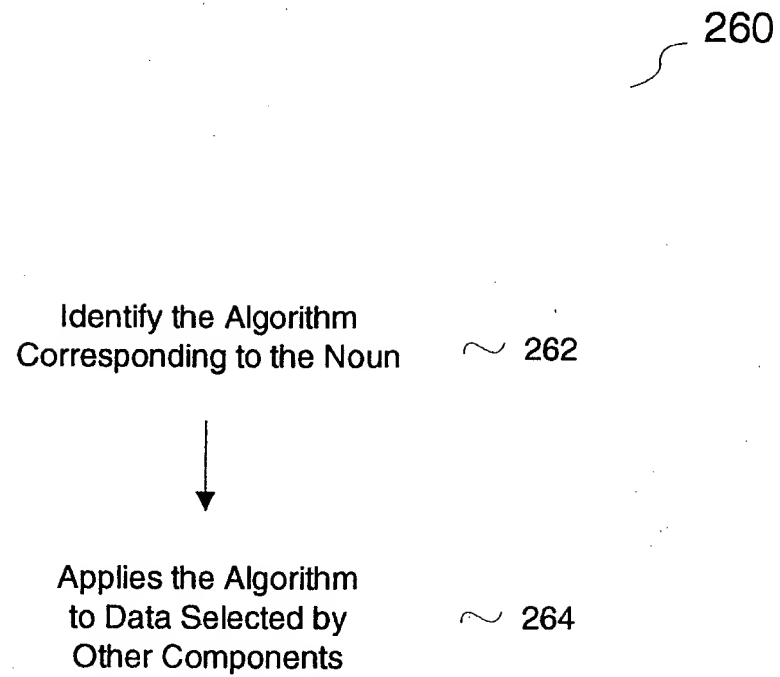 260
Identify the Algorithm
Corresponding to the Noun
262
Applies the Algorithm
to Data Selected by
Other Components
264